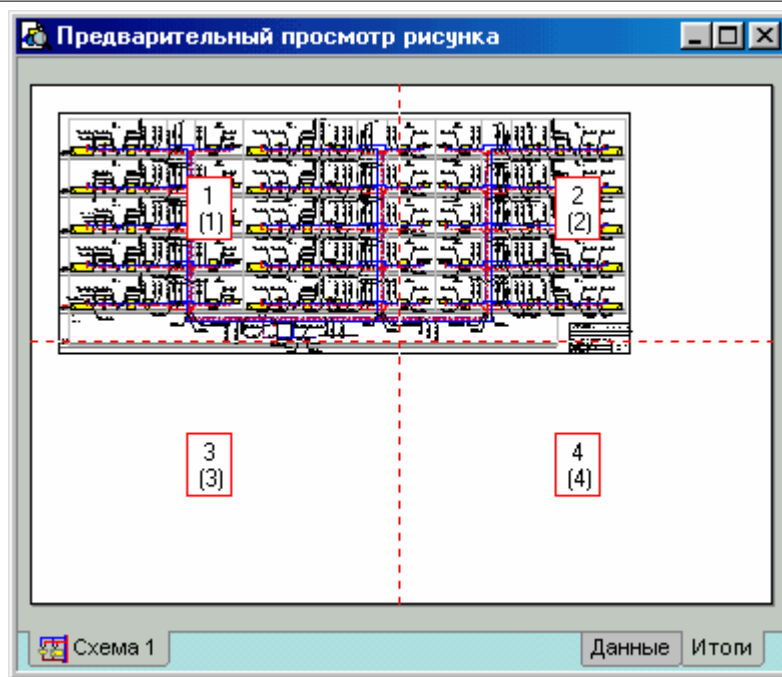 Предварительный просмотр рисунка
1
(1)
2
(2)
3
(3)
4
(4)
Схема 1
Данные
Итоги